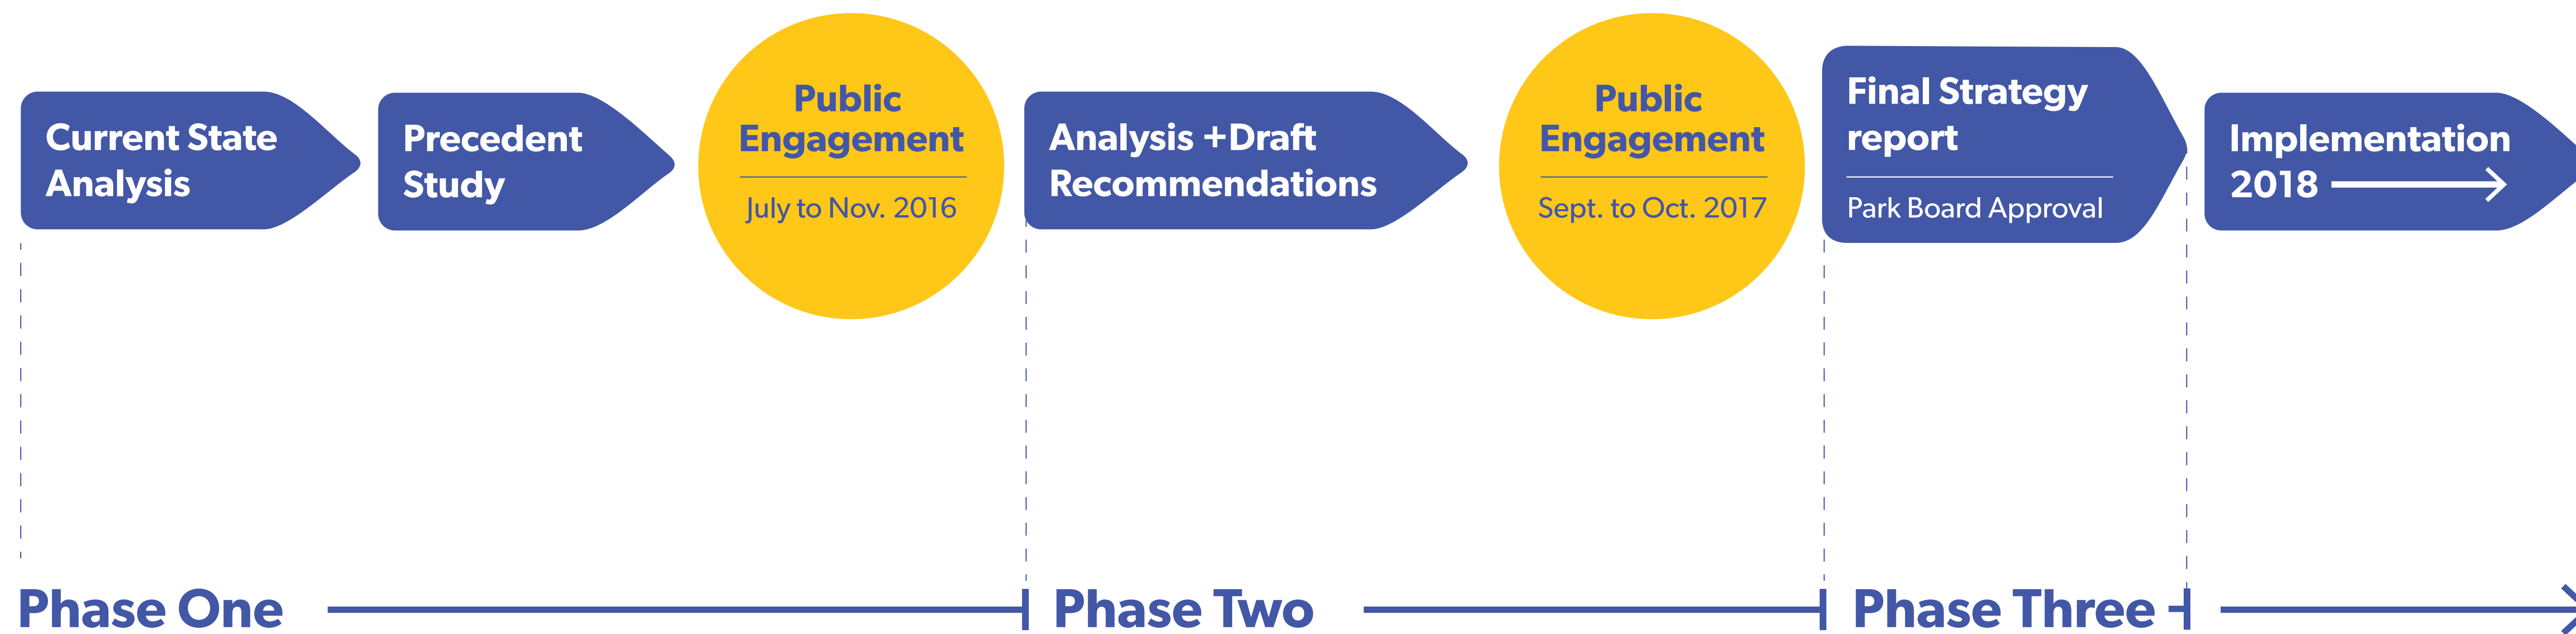 Current State
Analysis
Precedent
Study
Public
Engagement
July to Nov. 2016
Analysis +Draft
Recommendations
Public
Engagement
Sept. to Oct. 2017
Final Strategy
report
Park Board Approval
Implementation
2018
Phase One
Phase Two
Phase Three